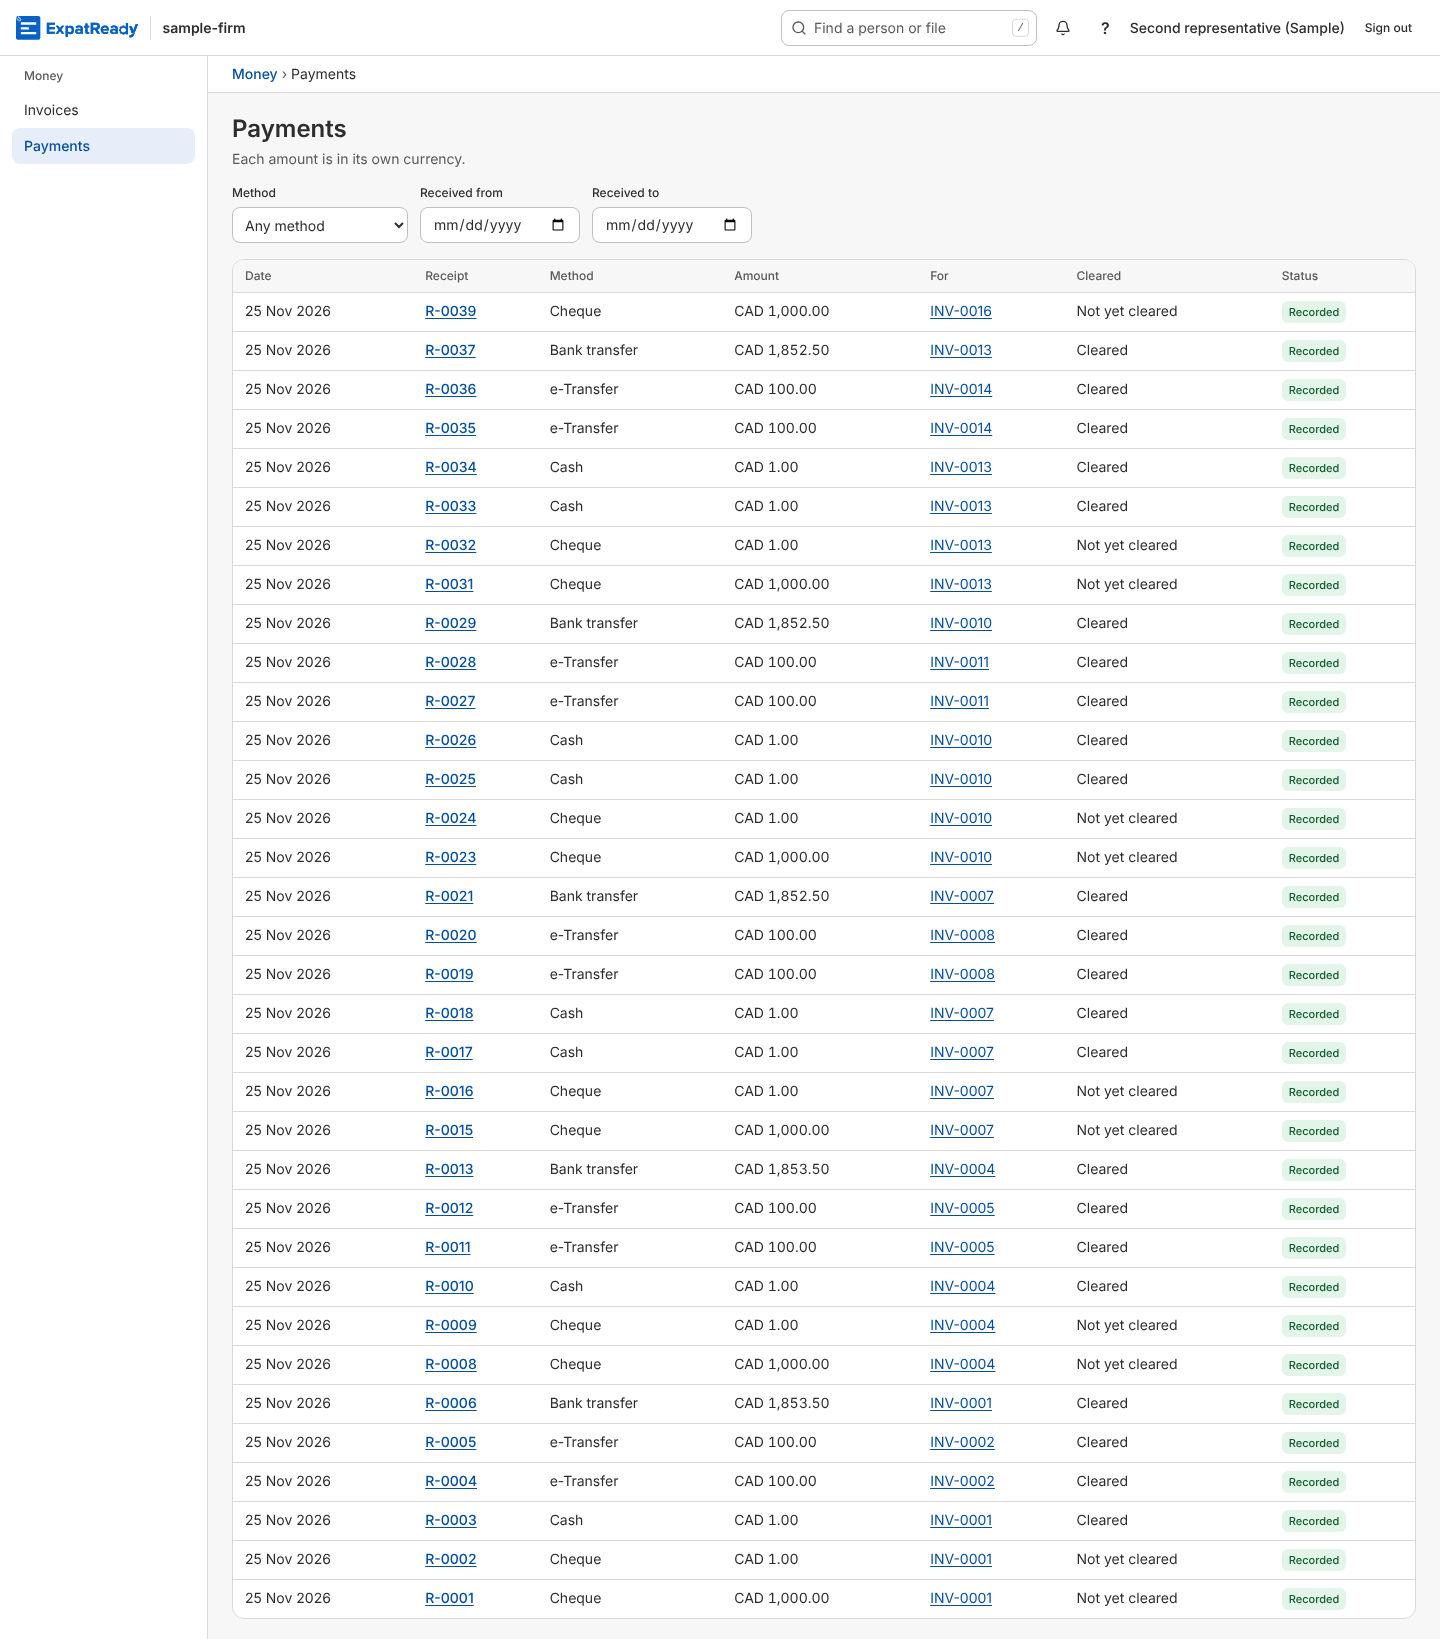 ExpatReady sample-firm Find a person or file / ? Second representative (Sample) Sign out
Money
Invoices
Payments
Money › Payments
Payments
Each amount is in its own currency.
Method Received from Received to
Any method mm/dd/yyyy mm/dd/yyyy
Date Receipt Method Amount For Cleared Status
25 Nov 2026 R-0039 Cheque CAD 1,000.00 INV-0016 Not yet cleared Recorded
25 Nov 2026 R-0037 Bank transfer CAD 1,852.50 INV-0013 Cleared Recorded
25 Nov 2026 R-0036 e-Transfer CAD 100.00 INV-0014 Cleared Recorded
25 Nov 2026 R-0035 e-Transfer CAD 100.00 INV-0014 Cleared Recorded
25 Nov 2026 R-0034 Cash CAD 1.00 INV-0013 Cleared Recorded
25 Nov 2026 R-0033 Cash CAD 1.00 INV-0013 Cleared Recorded
25 Nov 2026 R-0032 Cheque CAD 1.00 INV-0013 Not yet cleared Recorded
25 Nov 2026 R-0031 Cheque CAD 1,000.00 INV-0013 Not yet cleared Recorded
25 Nov 2026 R-0029 Bank transfer CAD 1,852.50 INV-0010 Cleared Recorded
25 Nov 2026 R-0028 e-Transfer CAD 100.00 INV-0011 Cleared Recorded
25 Nov 2026 R-0027 e-Transfer CAD 100.00 INV-0011 Cleared Recorded
25 Nov 2026 R-0026 Cash CAD 1.00 INV-0010 Cleared Recorded
25 Nov 2026 R-0025 Cash CAD 1.00 INV-0010 Cleared Recorded
25 Nov 2026 R-0024 Cheque CAD 1.00 INV-0010 Not yet cleared Recorded
25 Nov 2026 R-0023 Cheque CAD 1,000.00 INV-0010 Not yet cleared Recorded
25 Nov 2026 R-0021 Bank transfer CAD 1,852.50 INV-0007 Cleared Recorded
25 Nov 2026 R-0020 e-Transfer CAD 100.00 INV-0008 Cleared Recorded
25 Nov 2026 R-0019 e-Transfer CAD 100.00 INV-0008 Cleared Recorded
25 Nov 2026 R-0018 Cash CAD 1.00 INV-0007 Cleared Recorded
25 Nov 2026 R-0017 Cash CAD 1.00 INV-0007 Cleared Recorded
25 Nov 2026 R-0016 Cheque CAD 1.00 INV-0007 Not yet cleared Recorded
25 Nov 2026 R-0015 Cheque CAD 1,000.00 INV-0007 Not yet cleared Recorded
25 Nov 2026 R-0013 Bank transfer CAD 1,853.50 INV-0004 Cleared Recorded
25 Nov 2026 R-0012 e-Transfer CAD 100.00 INV-0005 Cleared Recorded
25 Nov 2026 R-0011 e-Transfer CAD 100.00 INV-0005 Cleared Recorded
25 Nov 2026 R-0010 Cash CAD 1.00 INV-0004 Cleared Recorded
25 Nov 2026 R-0009 Cheque CAD 1.00 INV-0004 Not yet cleared Recorded
25 Nov 2026 R-0008 Cheque CAD 1,000.00 INV-0004 Not yet cleared Recorded
25 Nov 2026 R-0006 Bank transfer CAD 1,853.50 INV-0001 Cleared Recorded
25 Nov 2026 R-0005 e-Transfer CAD 100.00 INV-0002 Cleared Recorded
25 Nov 2026 R-0004 e-Transfer CAD 100.00 INV-0002 Cleared Recorded
25 Nov 2026 R-0003 Cash CAD 1.00 INV-0001 Cleared Recorded
25 Nov 2026 R-0002 Cheque CAD 1.00 INV-0001 Not yet cleared Recorded
25 Nov 2026 R-0001 Cheque CAD 1,000.00 INV-0001 Not yet cleared Recorded